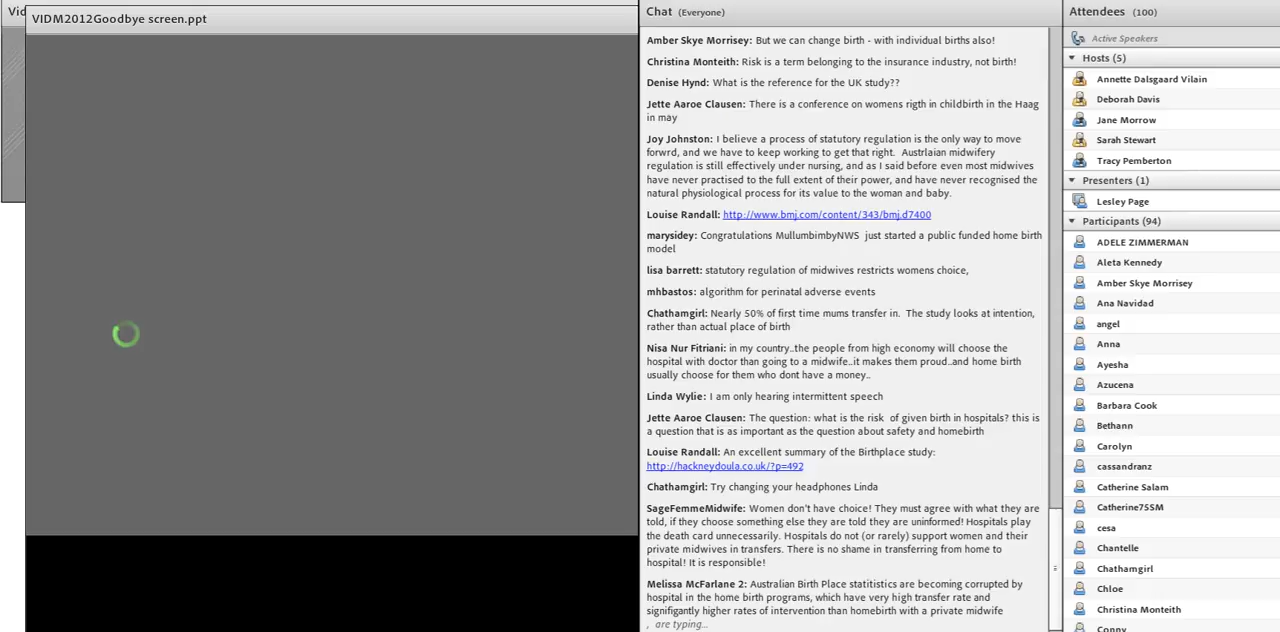 Vid
VIDM2012Goodbye screen.ppt
Chat (Everyone)
Amber Skye Morrisey: But we can change birth - with individual births also!
Christina Monteith: Risk is a term belonging to the insurance industry, not birth!
Denise Hynd: What is the reference for the UK study??
Jette Aaroe Clausen: There is a conference on womens rigth in childbirth in the Haag
in may
Joy Johnston: I believe a process of statutory regulation is the only way to move
forwrd, and we have to keep working to get that right. Austrlaian midwifery
regulation is still effectively under nursing, and as I said before even most midwives
have never practised to the full extent of their power, and have never recognised the
natural physiological process for its value to the woman and baby.
Louise Randall: http://www.bmj.com/content/343/bmj.d7400
marysidey: Congratulations MullumbimbyNWS just started a public funded home birth
model
lisa barrett: statutory regulation of midwives restricts womens choice,
mhbastos: algorithm for perinatal adverse events
Chathamgirl: Nearly 50% of first time mums transfer in. The study looks at intention,
rather than actual place of birth
Nisa Nur Fitriani: in my country..the people from high economy will choose the
hospital with doctor than going to a midwife..it makes them proud..and home birth
usually choose for them who dont have a money..
Linda Wylie: I am only hearing intermittent speech
Jette Aaroe Clausen: The question: what is the risk of given birth in hospitals? this is
a question that is as important as the question about safety and homebirth
Louise Randall: An excellent summary of the Birthplace study:
http://hackneydoula.co.uk/?p=492
Chathamgirl: Try changing your headphones Linda
SageFemmeMidwife: Women don't have choice! They must agree with what they are
told, if they choose something else they are told they are uninformed! Hospitals play
the death card unnecessarily. Hospitals do not (or rarely) support women and their
private midwives in transfers. There is no shame in transferring from home to
hospital! It is responsible!
Melissa McFarlane 2: Australian Birth Place statitistics are becoming corrupted by
hospital in the home birth programs, which have very high transfer rate and
signifigantly higher rates of intervention than homebirth with a private midwife
, are typing...
Attendees (100)
Active Speakers
Hosts (5)
Annette Dalsgaard Vilain
Deborah Davis
Jane Morrow
Sarah Stewart
Tracy Pemberton
Presenters (1)
Lesley Page
Participants (94)
ADELE ZIMMERMAN
Aleta Kennedy
Amber Skye Morrisey
Ana Navidad
angel
Anna
Ayesha
Azucena
Barbara Cook
Bethann
Carolyn
cassandranz
Catherine Salam
Catherine75SM
cesa
Chantelle
Chathamgirl
Chloe
Christina Monteith
Conny